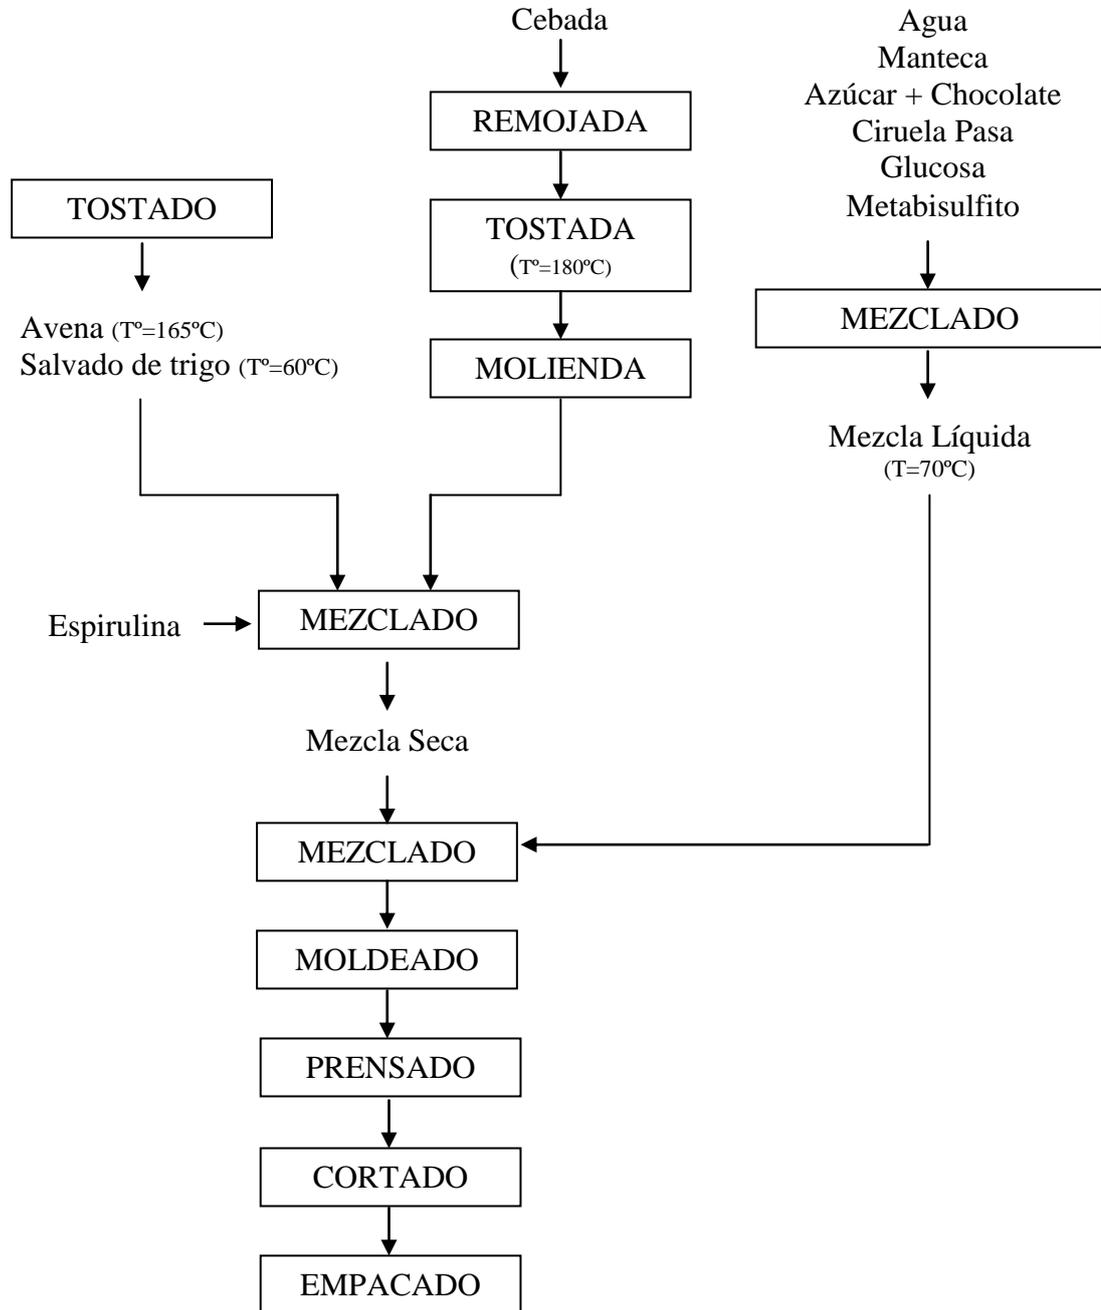 Cebada
REMOJADA
TOSTADA
(Tº=180ºC)
MOLIENDA
TOSTADO
Avena (Tº=165ºC)
Salvado de trigo (Tº=60ºC)
Agua
Manteca
Azúcar + Chocolate
Ciruela Pasa
Glucosa
Metabisulfito
MEZCLADO
Mezcla Líquida
(T=70ºC)
Espirulina
MEZCLADO
Mezcla Seca
MEZCLADO
MOLDEADO
PRENSADO
CORTADO
EMPACADO